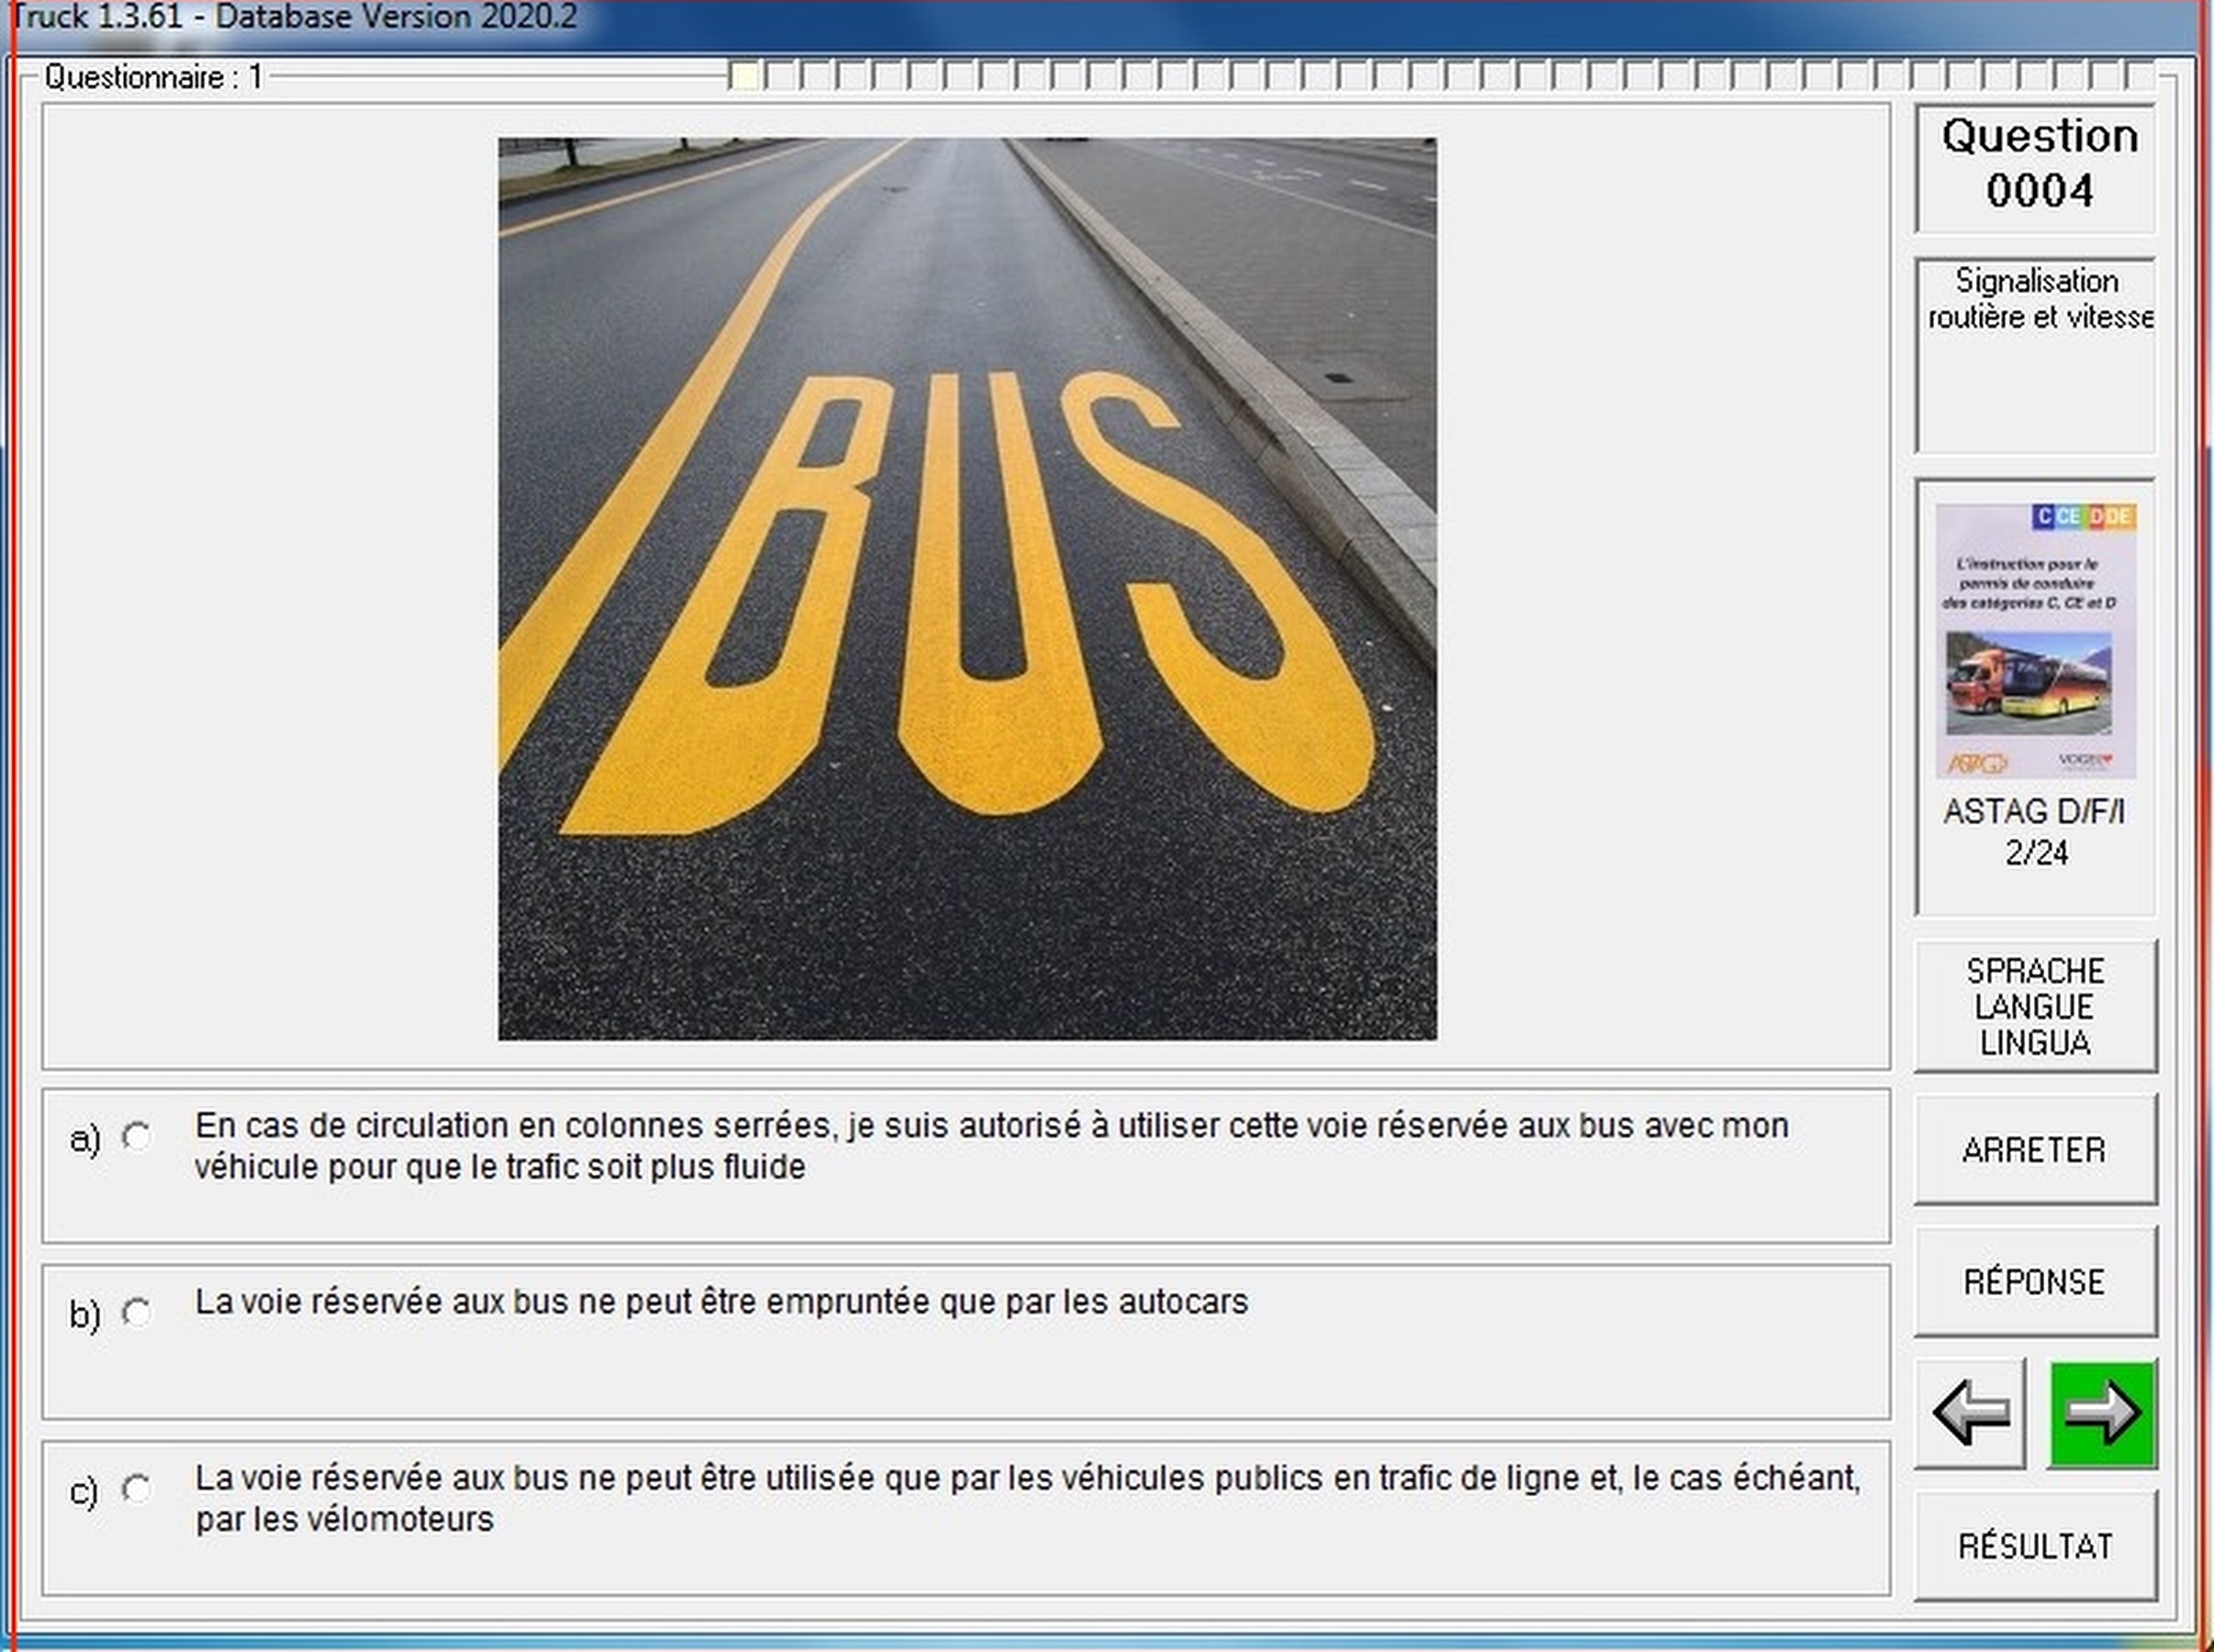 Truck 1.3.61 - Database Version 2020.2
Questionnaire : 1
BUS
Question
0004
Signalisation
routière et vitesse
C CE D DE
L'instruction pour le
permis de conduire
des catégories C, CE et D
ASTAG
VOGEL
ASTAG D/F/I
2/24
SPRACHE
LANGUE
LINGUA
ARRETER
RÉPONSE
RÉSULTAT
a) En cas de circulation en colonnes serrées, je suis autorisé à utiliser cette voie réservée aux bus avec mon
véhicule pour que le trafic soit plus fluide
b) La voie réservée aux bus ne peut être empruntée que par les autocars
c) La voie réservée aux bus ne peut être utilisée que par les véhicules publics en trafic de ligne et, le cas échéant,
par les vélomoteurs